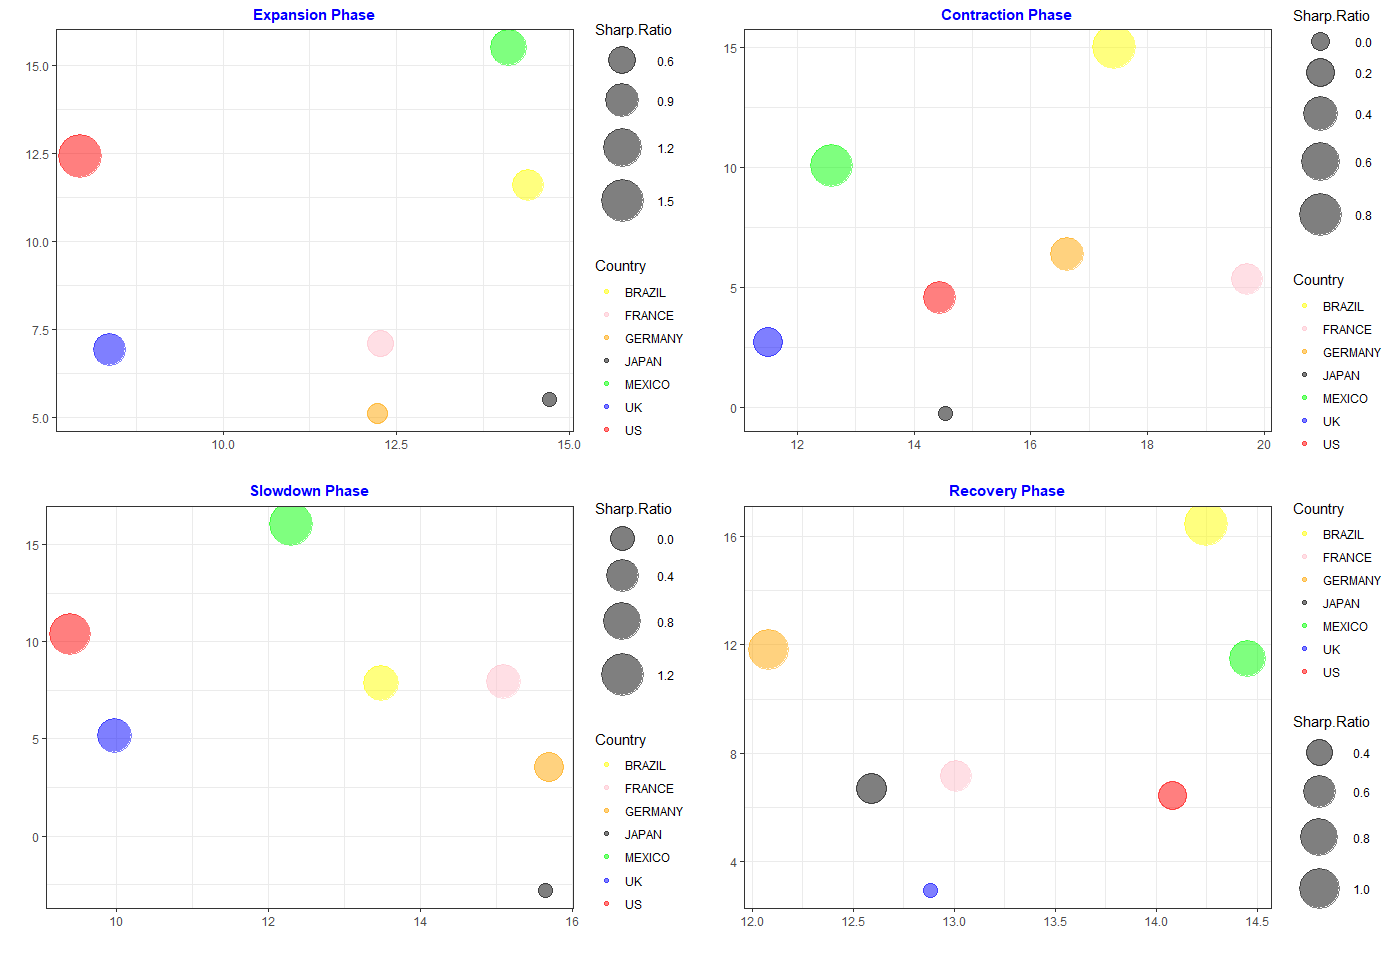 Expansion Phase
15.0
12.5
10.0
7.5
5.0
10.0 12.5 15.0
Sharp.Ratio
0.6
0.9
1.2
1.5
Country
BRAZIL
FRANCE
GERMANY
JAPAN
MEXICO
UK
US
Contraction Phase
15
10
5
0
12 14 16 18 20
Sharp.Ratio
0.0
0.2
0.4
0.6
0.8
Country
BRAZIL
FRANCE
GERMANY
JAPAN
MEXICO
UK
US
Slowdown Phase
15
10
5
0
10 12 14 16
Sharp.Ratio
0.0
0.4
0.8
1.2
Country
BRAZIL
FRANCE
GERMANY
JAPAN
MEXICO
UK
US
Recovery Phase
16
12
8
4
12.0 12.5 13.0 13.5 14.0 14.5
Country
BRAZIL
FRANCE
GERMANY
JAPAN
MEXICO
UK
US
Sharp.Ratio
0.4
0.6
0.8
1.0